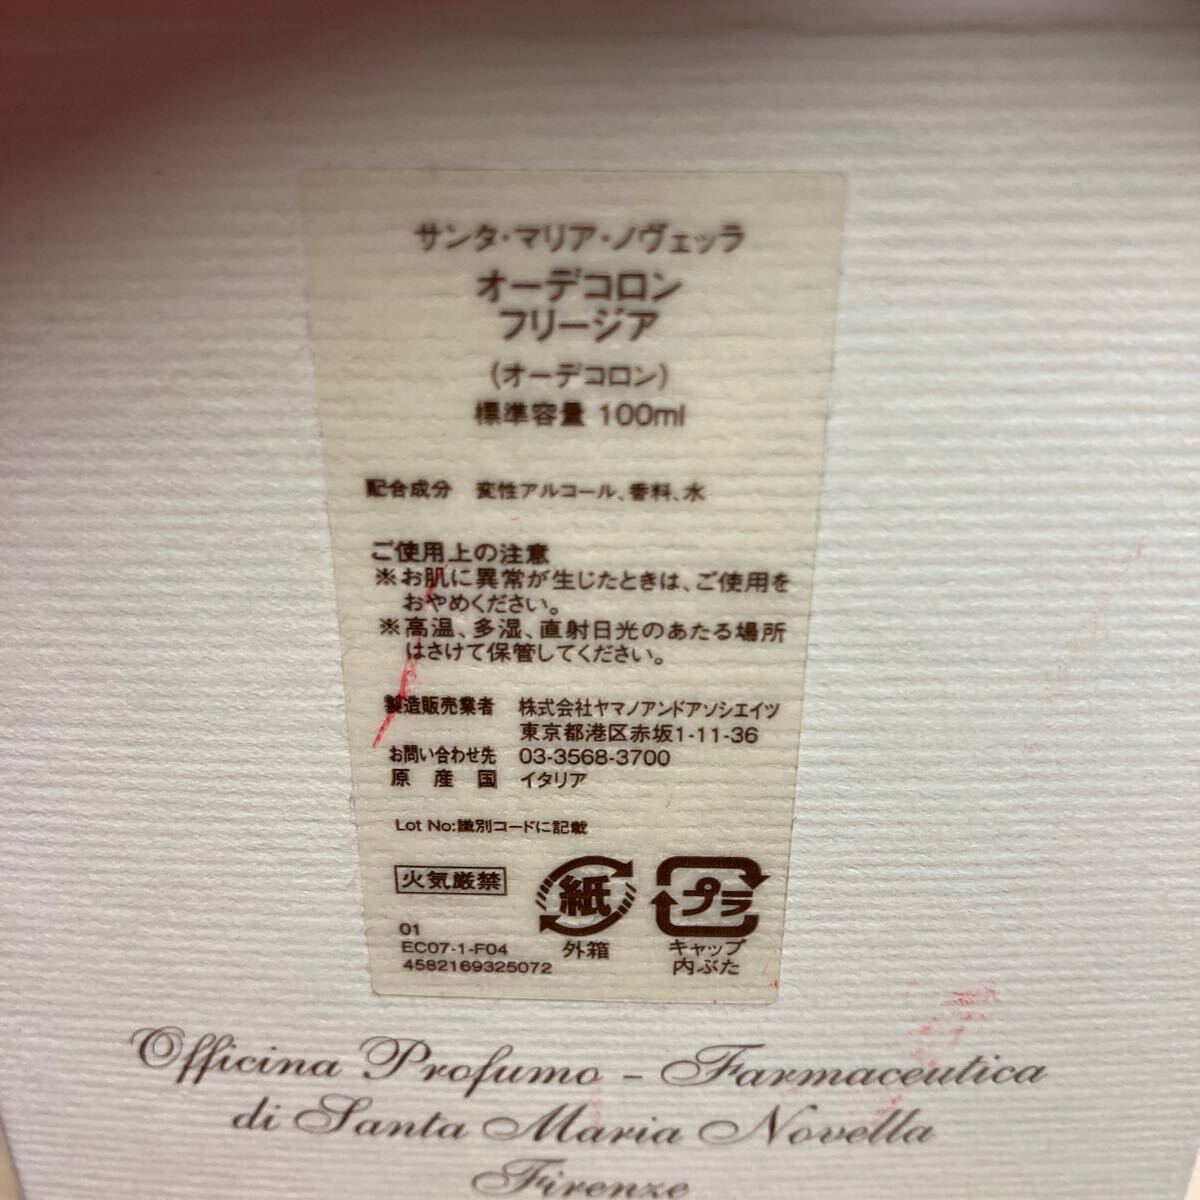 サンタ・マリア・ノヴェッラ
オーデコロン
フリージア
(オーデコロン)
標準容量 100ml
配合成分 変性アルコール、香料、水
ご使用上の注意
※お肌に異常が生じたときは、ご使用を
おやめください。
※高温、多湿、直射日光のあたる場所
はさけて保管してください。
製造販売業者 株式会社ヤマノアンドアソシエイツ
東京都港区赤坂1-11-36
お問い合わせ先 03-3568-3700
原産国 イタリア
Lot No:識別コードに記載
火気厳禁
紙
プラ
外箱
キャップ
内ぶた
01
EC07-1-F04
4582169325072
Officina Profumo - Farmaceutica
di Santa Maria Novella
Firenze